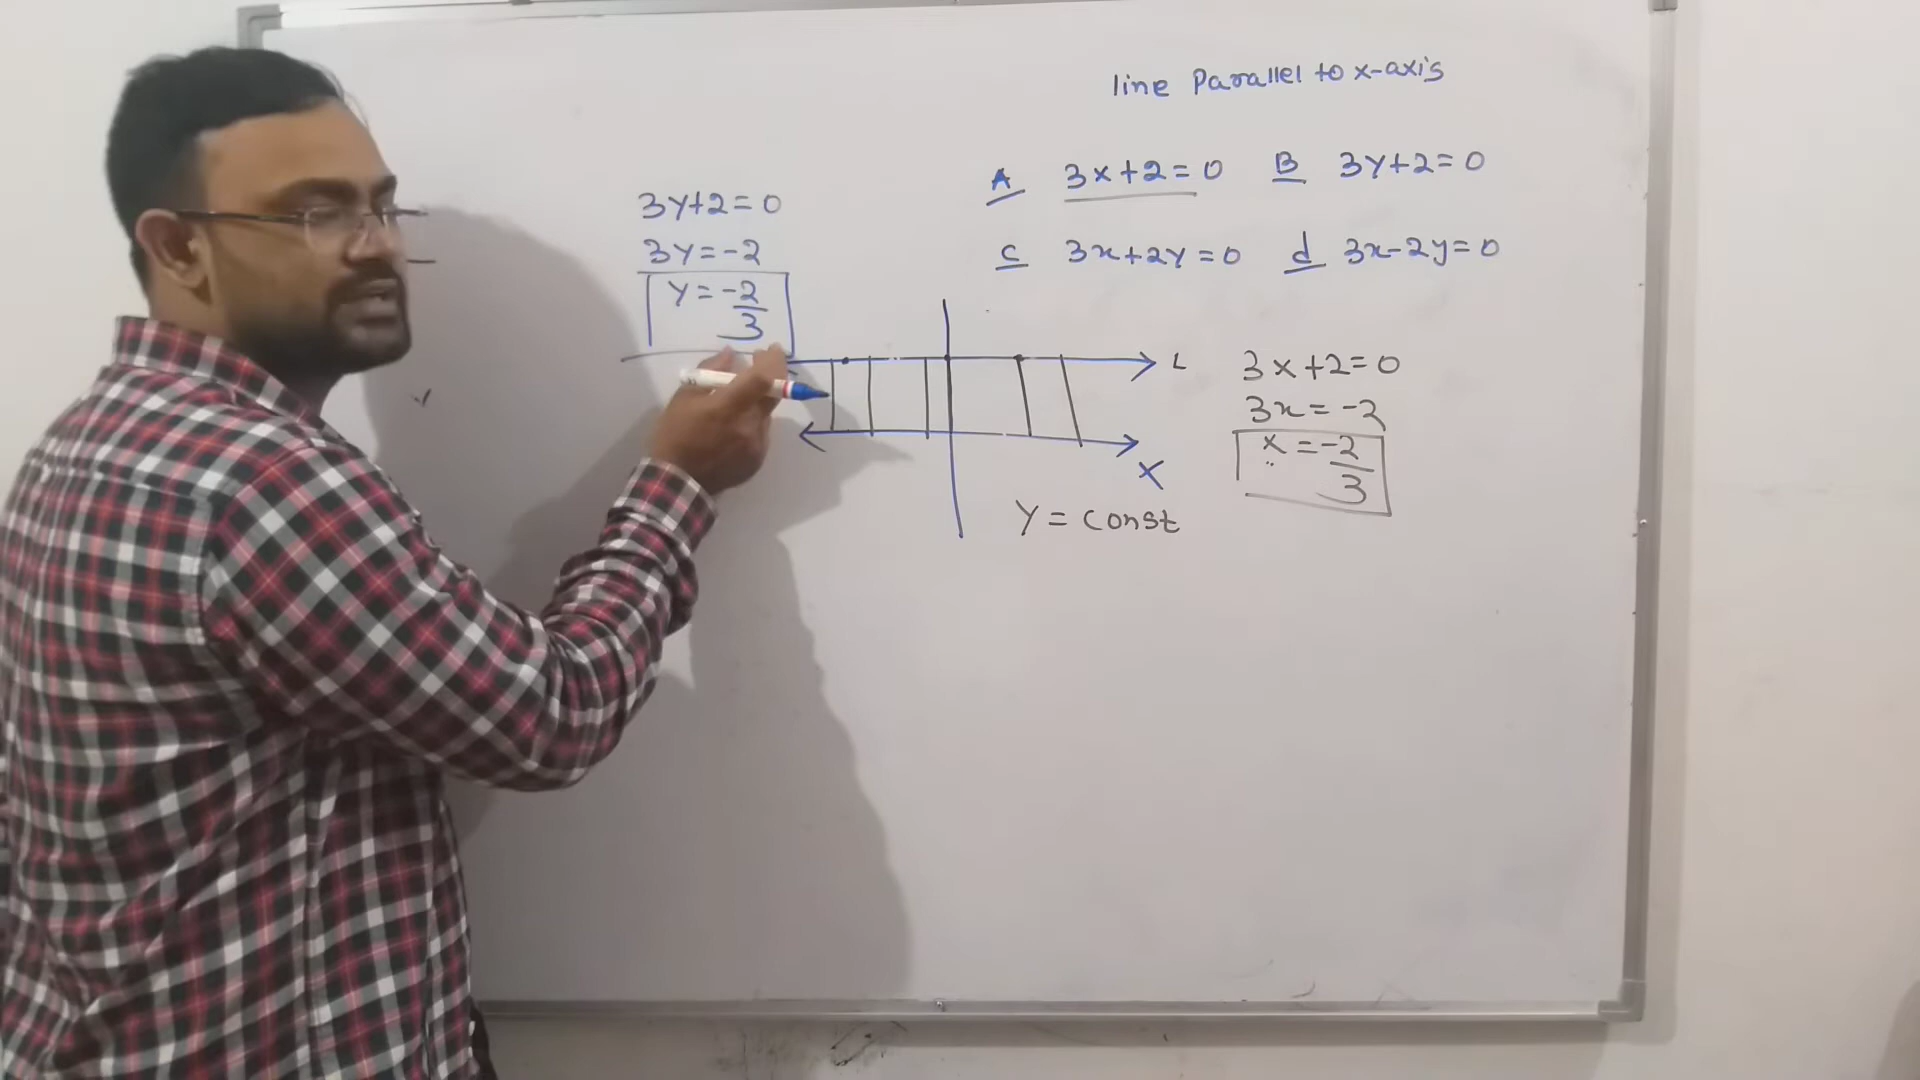 line Parallel to x-axis
A 3x+2=0 B 3y+2=0
c 3x+2y=0 d 3x-2y=0
3y+2=0
3y=-2
y=-2/3
L
X
Y = const
3x+2=0
3x=-2
x=-2/3